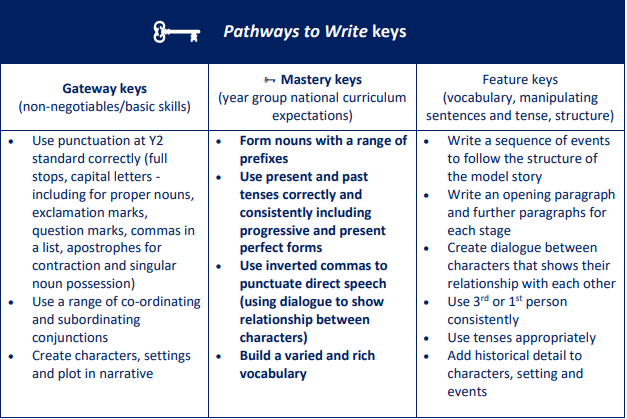 Pathways to Write keys
Gateway keys
(non-negotiables/basic skills)
• Use punctuation at Y2
standard correctly (full
stops, capital letters -
including for proper nouns,
exclamation marks,
question marks, commas in
a list, apostrophes for
contraction and singular
noun possession)
• Use a range of co-ordinating
and subordinating
conjunctions
• Create characters, settings
and plot in narrative
Mastery keys
(year group national curriculum
expectations)
• Form nouns with a range of
prefixes
• Use present and past
tenses correctly and
consistently including
progressive and present
perfect forms
• Use inverted commas to
punctuate direct speech
(using dialogue to show
relationship between
characters)
• Build a varied and rich
vocabulary
Feature keys
(vocabulary, manipulating
sentences and tense, structure)
• Write a sequence of events
to follow the structure of
the model story
• Write an opening paragraph
and further paragraphs for
each stage
• Create dialogue between
characters that shows their
relationship with each other
• Use 3rd or 1st person
consistently
• Use tenses appropriately
• Add historical detail to
characters, setting and
events